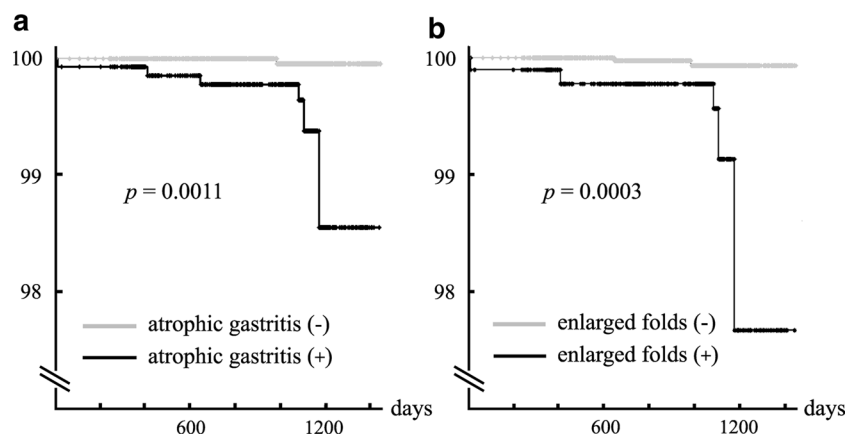 a
100
99
98
p = 0.0011
atrophic gastritis (-)
atrophic gastritis (+)
600
1200
days
b
100
99
98
p = 0.0003
enlarged folds (-)
enlarged folds (+)
600
1200
days